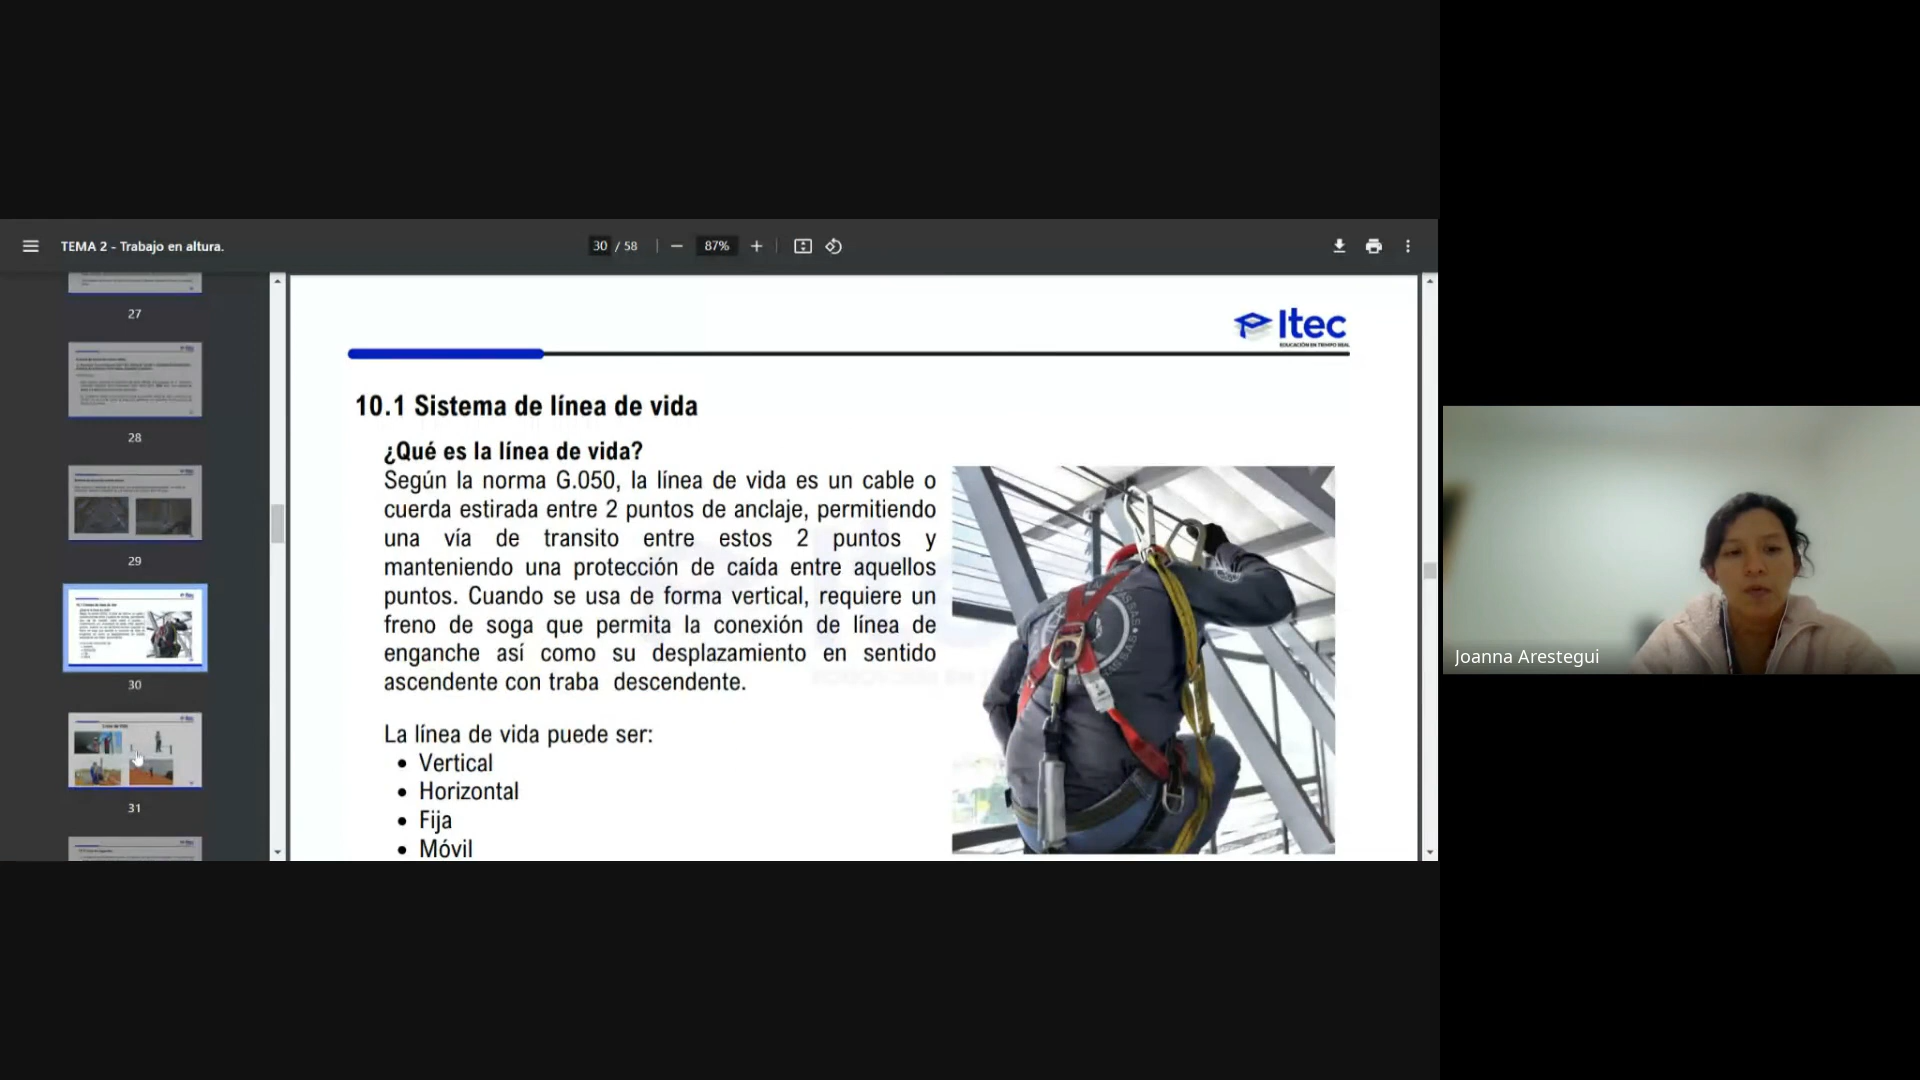 TEMA 2 - Trabajo en altura.
30 / 58
87%
27
28
29
30
31
Itec
EDUCACIÓN EN TIEMPO REAL
10.1 Sistema de línea de vida
¿Qué es la línea de vida?
Según la norma G.050, la línea de vida es un cable o
cuerda estirada entre 2 puntos de anclaje, permitiendo
una vía de transito entre estos 2 puntos y
manteniendo una protección de caída entre aquellos
puntos. Cuando se usa de forma vertical, requiere un
freno de soga que permita la conexión de línea de
enganche así como su desplazamiento en sentido
ascendente con traba descendente.
La línea de vida puede ser:
• Vertical
• Horizontal
• Fija
• Móvil
Joanna Arestegui